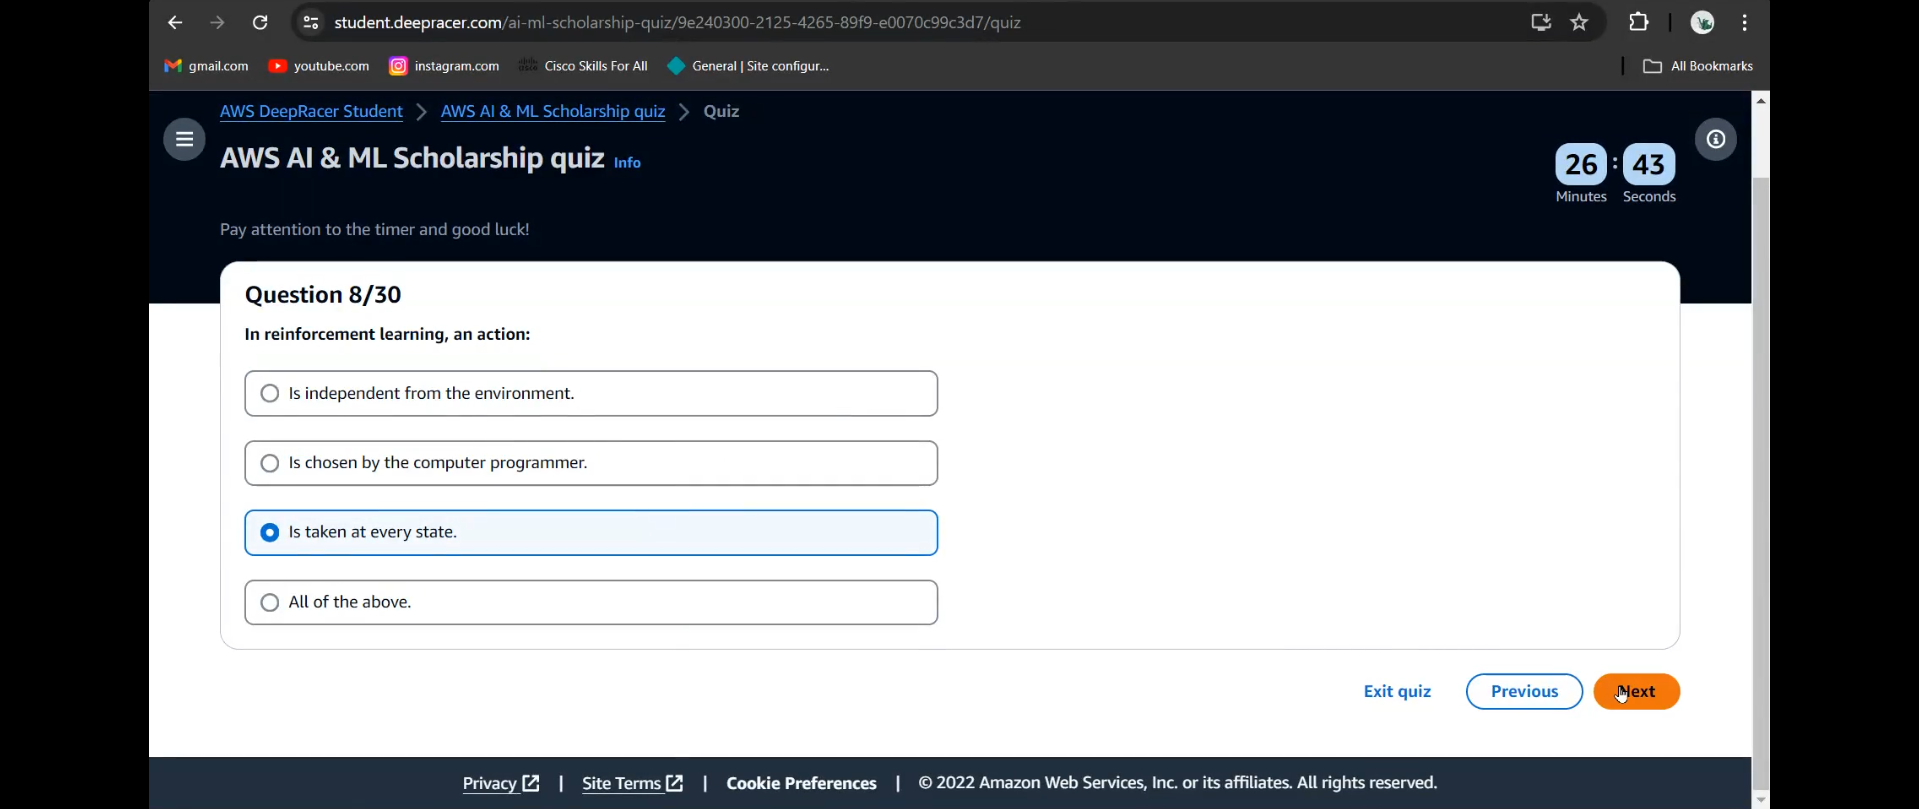 student.deepracer.com/ai-ml-scholarship-quiz/9e240300-2125-4265-89f9-e0070c99c3d7/quiz
gmail.com youtube.com instagram.com Cisco Skills For All General | Site configur... All Bookmarks
AWS DeepRacer Student > AWS AI & ML Scholarship quiz > Quiz
AWS AI & ML Scholarship quiz Info
26 : 43
Minutes Seconds
Pay attention to the timer and good luck!
Question 8/30
In reinforcement learning, an action:
Is independent from the environment.
Is chosen by the computer programmer.
Is taken at every state.
All of the above.
Exit quiz Previous Next
Privacy | Site Terms | Cookie Preferences | © 2022 Amazon Web Services, Inc. or its affiliates. All rights reserved.